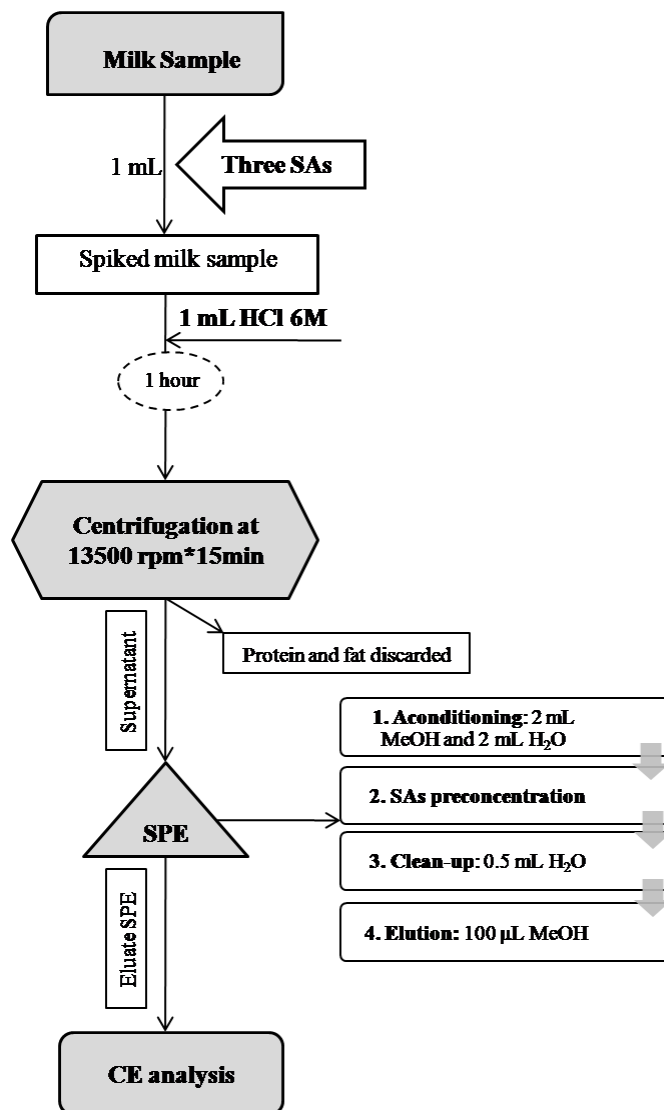 Milk Sample
1 mL
Three SAs
Spiked milk sample
1 mL HCl 6M
1 hour
Centrifugation at
13500 rpm*15min
Supernatant
Protein and fat discarded
SPE
1. Aconditioning: 2 mL
MeOH and 2 mL H₂O
2. SAs preconcentration
3. Clean-up: 0.5 mL H₂O
4. Elution: 100 µL MeOH
Eluate SPE
CE analysis